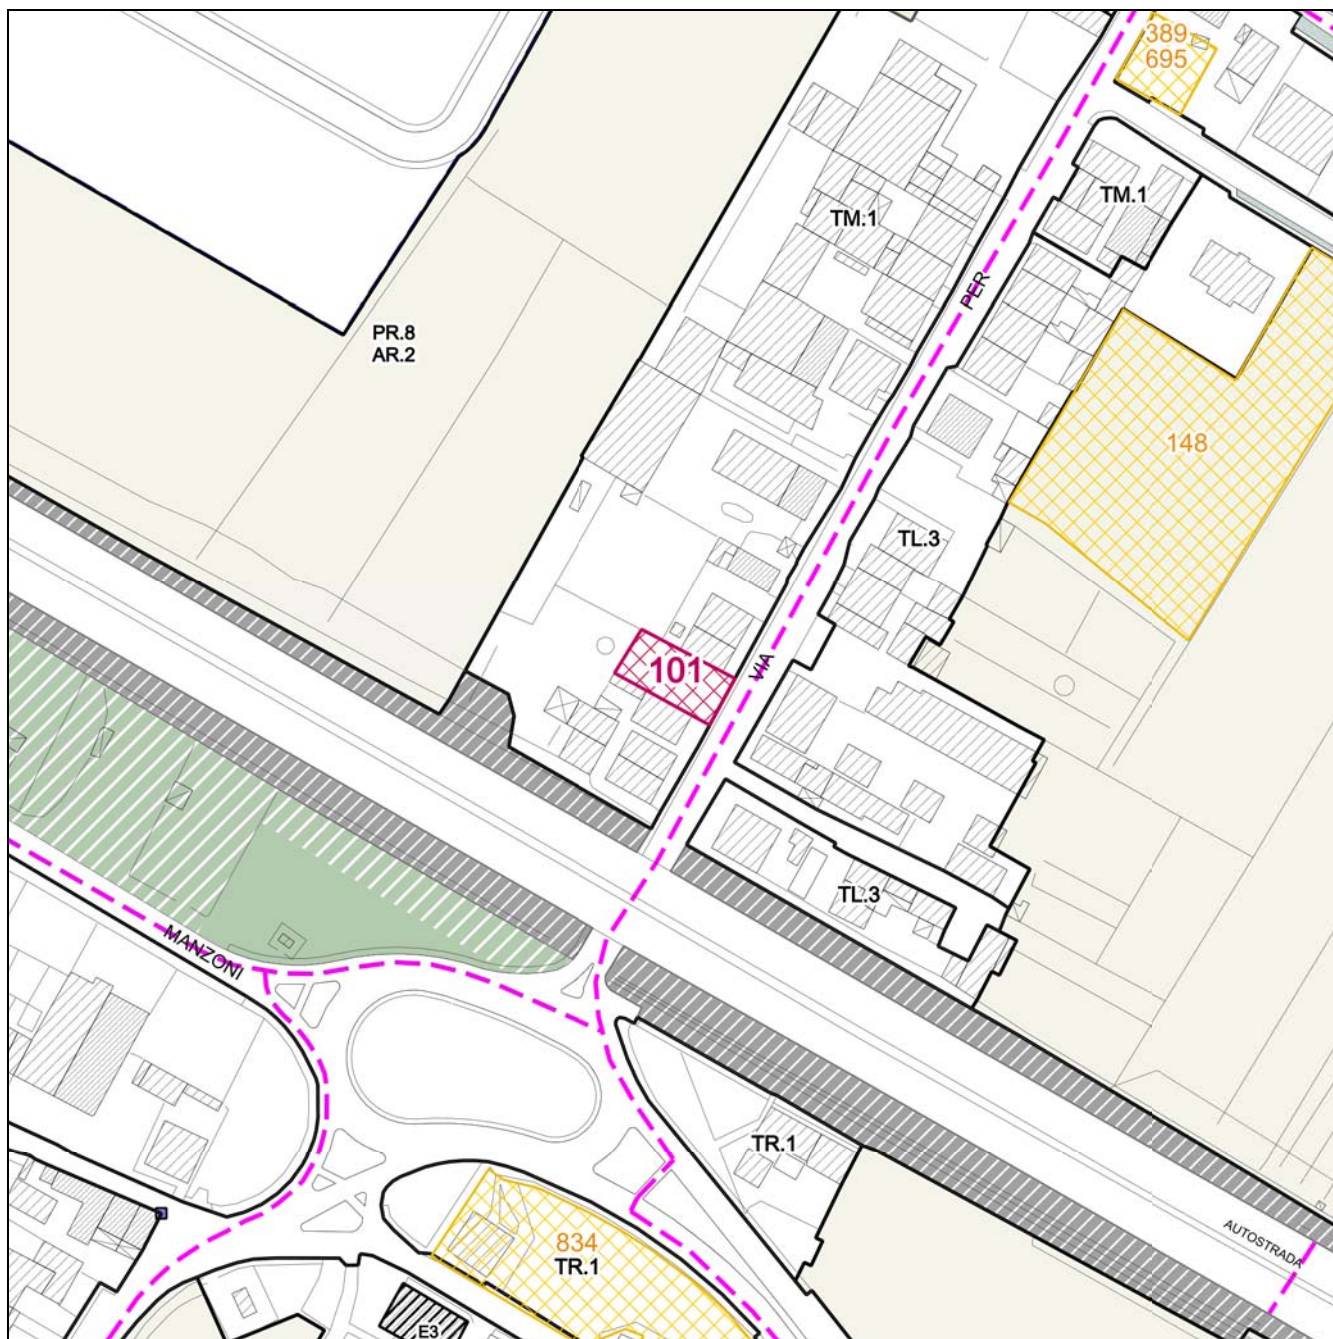 389
695
TM.1
TM.1
PER
PR.8
AR.2
148
TL.3
VIA
101
TL.3
MANZONI
TR.1
AUTOSTRADA
834
TR.1
E3